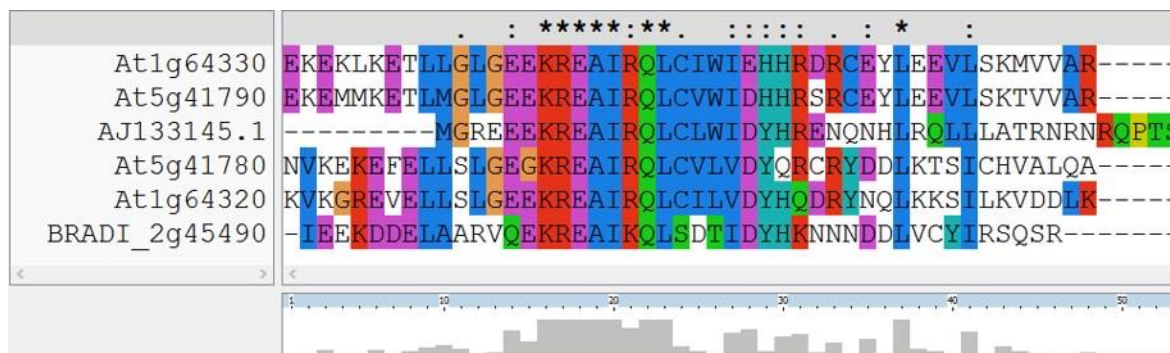 . : *****:**. ::::: . : * :
At1g64330 EKEKLKETLLGLGEEKREAIRQLCIWIEHHRDRCEYLEEVLSKMVVAR-----
At5g41790 EKEMMKETLMGLGEEKREAIRQLCVWIDHHRSRCEYLEEVLSKTVVAR-----
AJ133145.1 ---------MGREEEKREAIRQLCLWIDYHRENQNHLRQLLLATRNRNRQPTS
At5g41780 NVKEKEFELLSLGEGKREAIRQLCVLVDYQRCRYDDLKTSICHVALQA-----
At1g64320 KVKGREVELLSLGEEKREAIRQLCILVDYHQDRYNQLKKSILKVDDLK-----
BRADI_2g45490 -IEEKDDELAARVQEKREAIKQLSDTIDYHKNNNDDLVCYIRSQSR-------
1 10 20 30 40 50